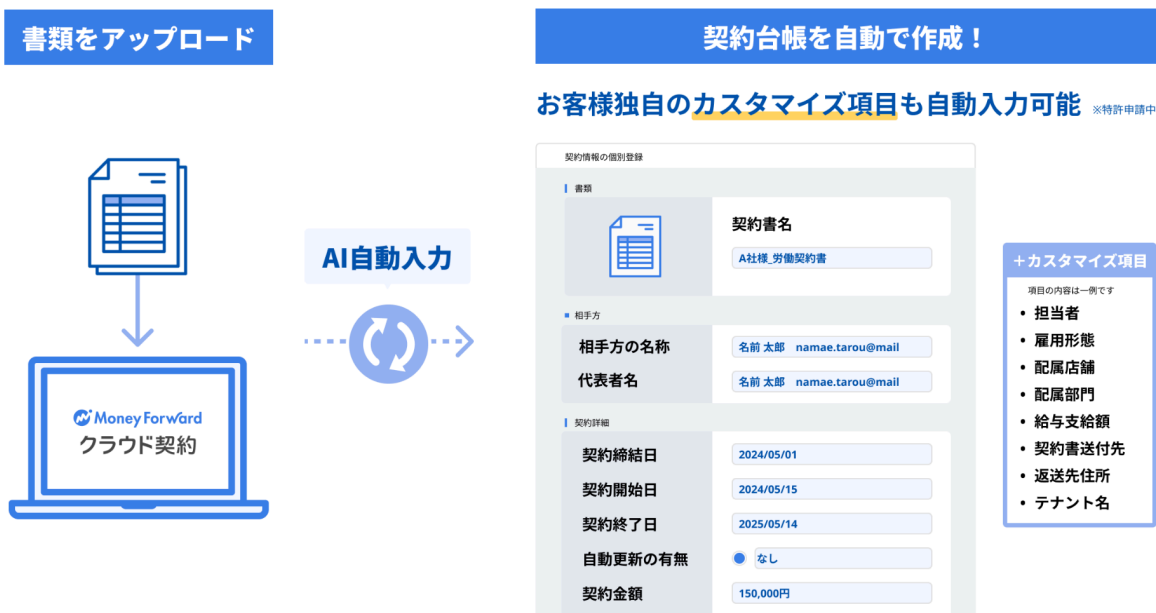 書類をアップロード
MoneyForward
クラウド契約
AI自動入力
契約台帳を自動で作成！
お客様独自のカスタマイズ項目も自動入力可能 ※特許申請中
契約情報の個別登録
書類
契約書名
A社様_労働契約書
相手方
相手方の名称 名前 太郎 namae.tarou@mail
代表者名 名前 太郎 namae.tarou@mail
契約詳細
契約締結日 2024/05/01
契約開始日 2024/05/15
契約終了日 2025/05/14
自動更新の有無 なし
契約金額 150,000円
＋カスタマイズ項目
項目の内容は一例です
・担当者
・雇用形態
・配属店舗
・配属部門
・給与支給額
・契約書送付先
・返送先住所
・テナント名